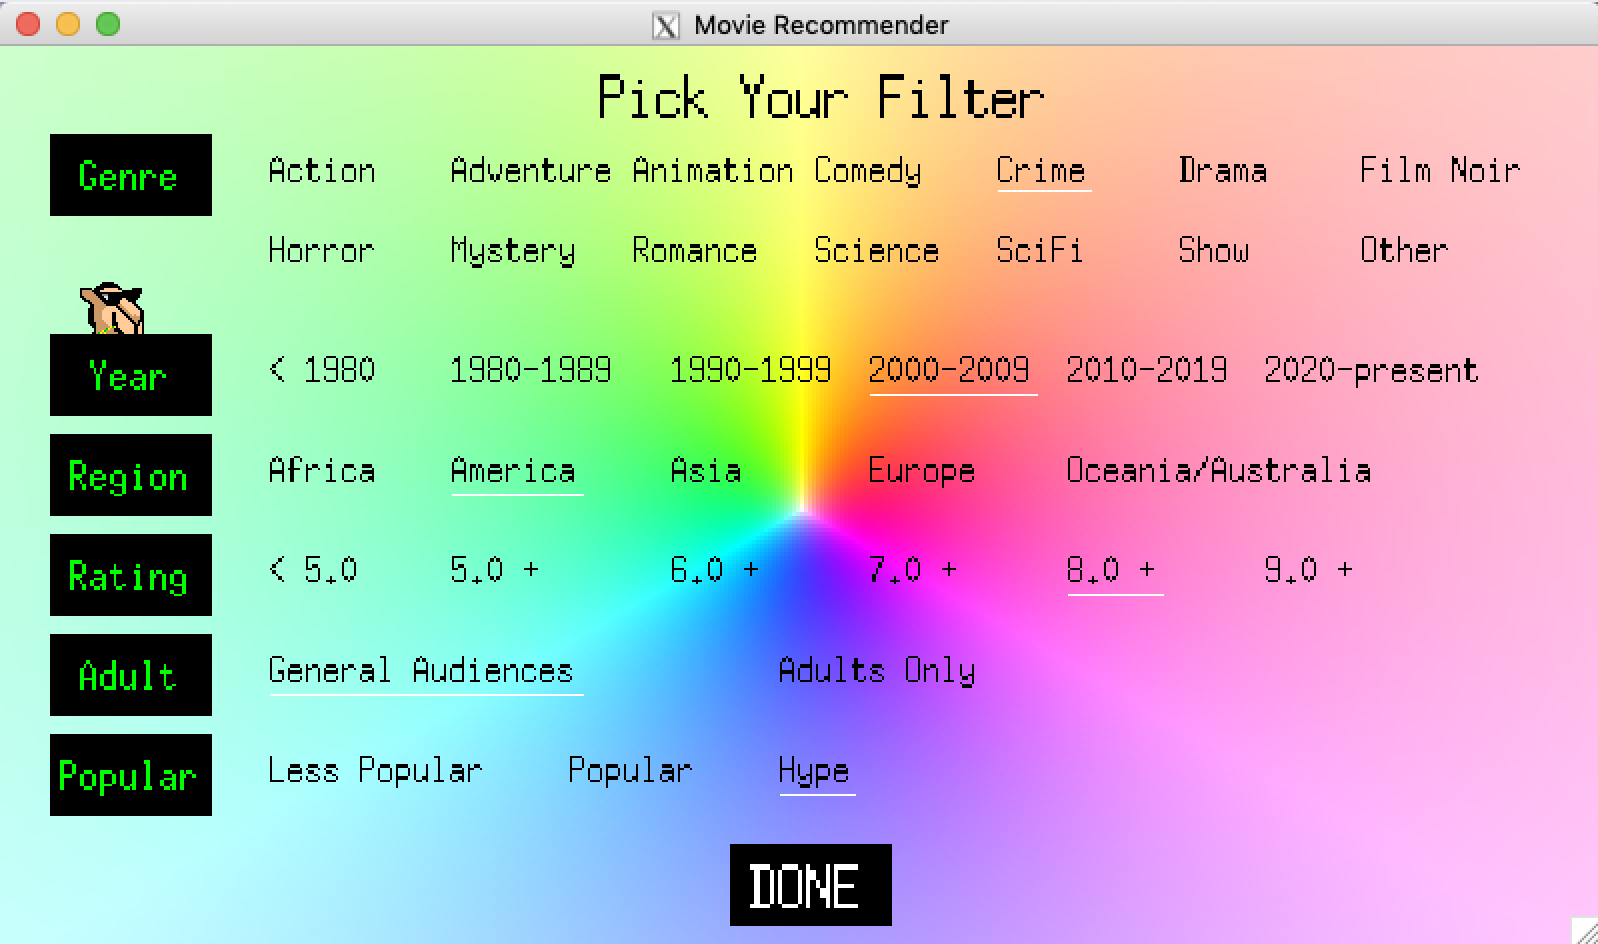 Movie Recommender
Pick Your Filter
Genre Action Adventure Animation Comedy Crime Drama Film Noir
Horror Mystery Romance Science SciFi Show Other
Year < 1980 1980-1989 1990-1999 2000-2009 2010-2019 2020-present
Region Africa America Asia Europe Oceania/Australia
Rating < 5.0 5.0 + 6.0 + 7.0 + 8.0 + 9.0 +
Adult General Audiences Adults Only
Popular Less Popular Popular Hype
DONE